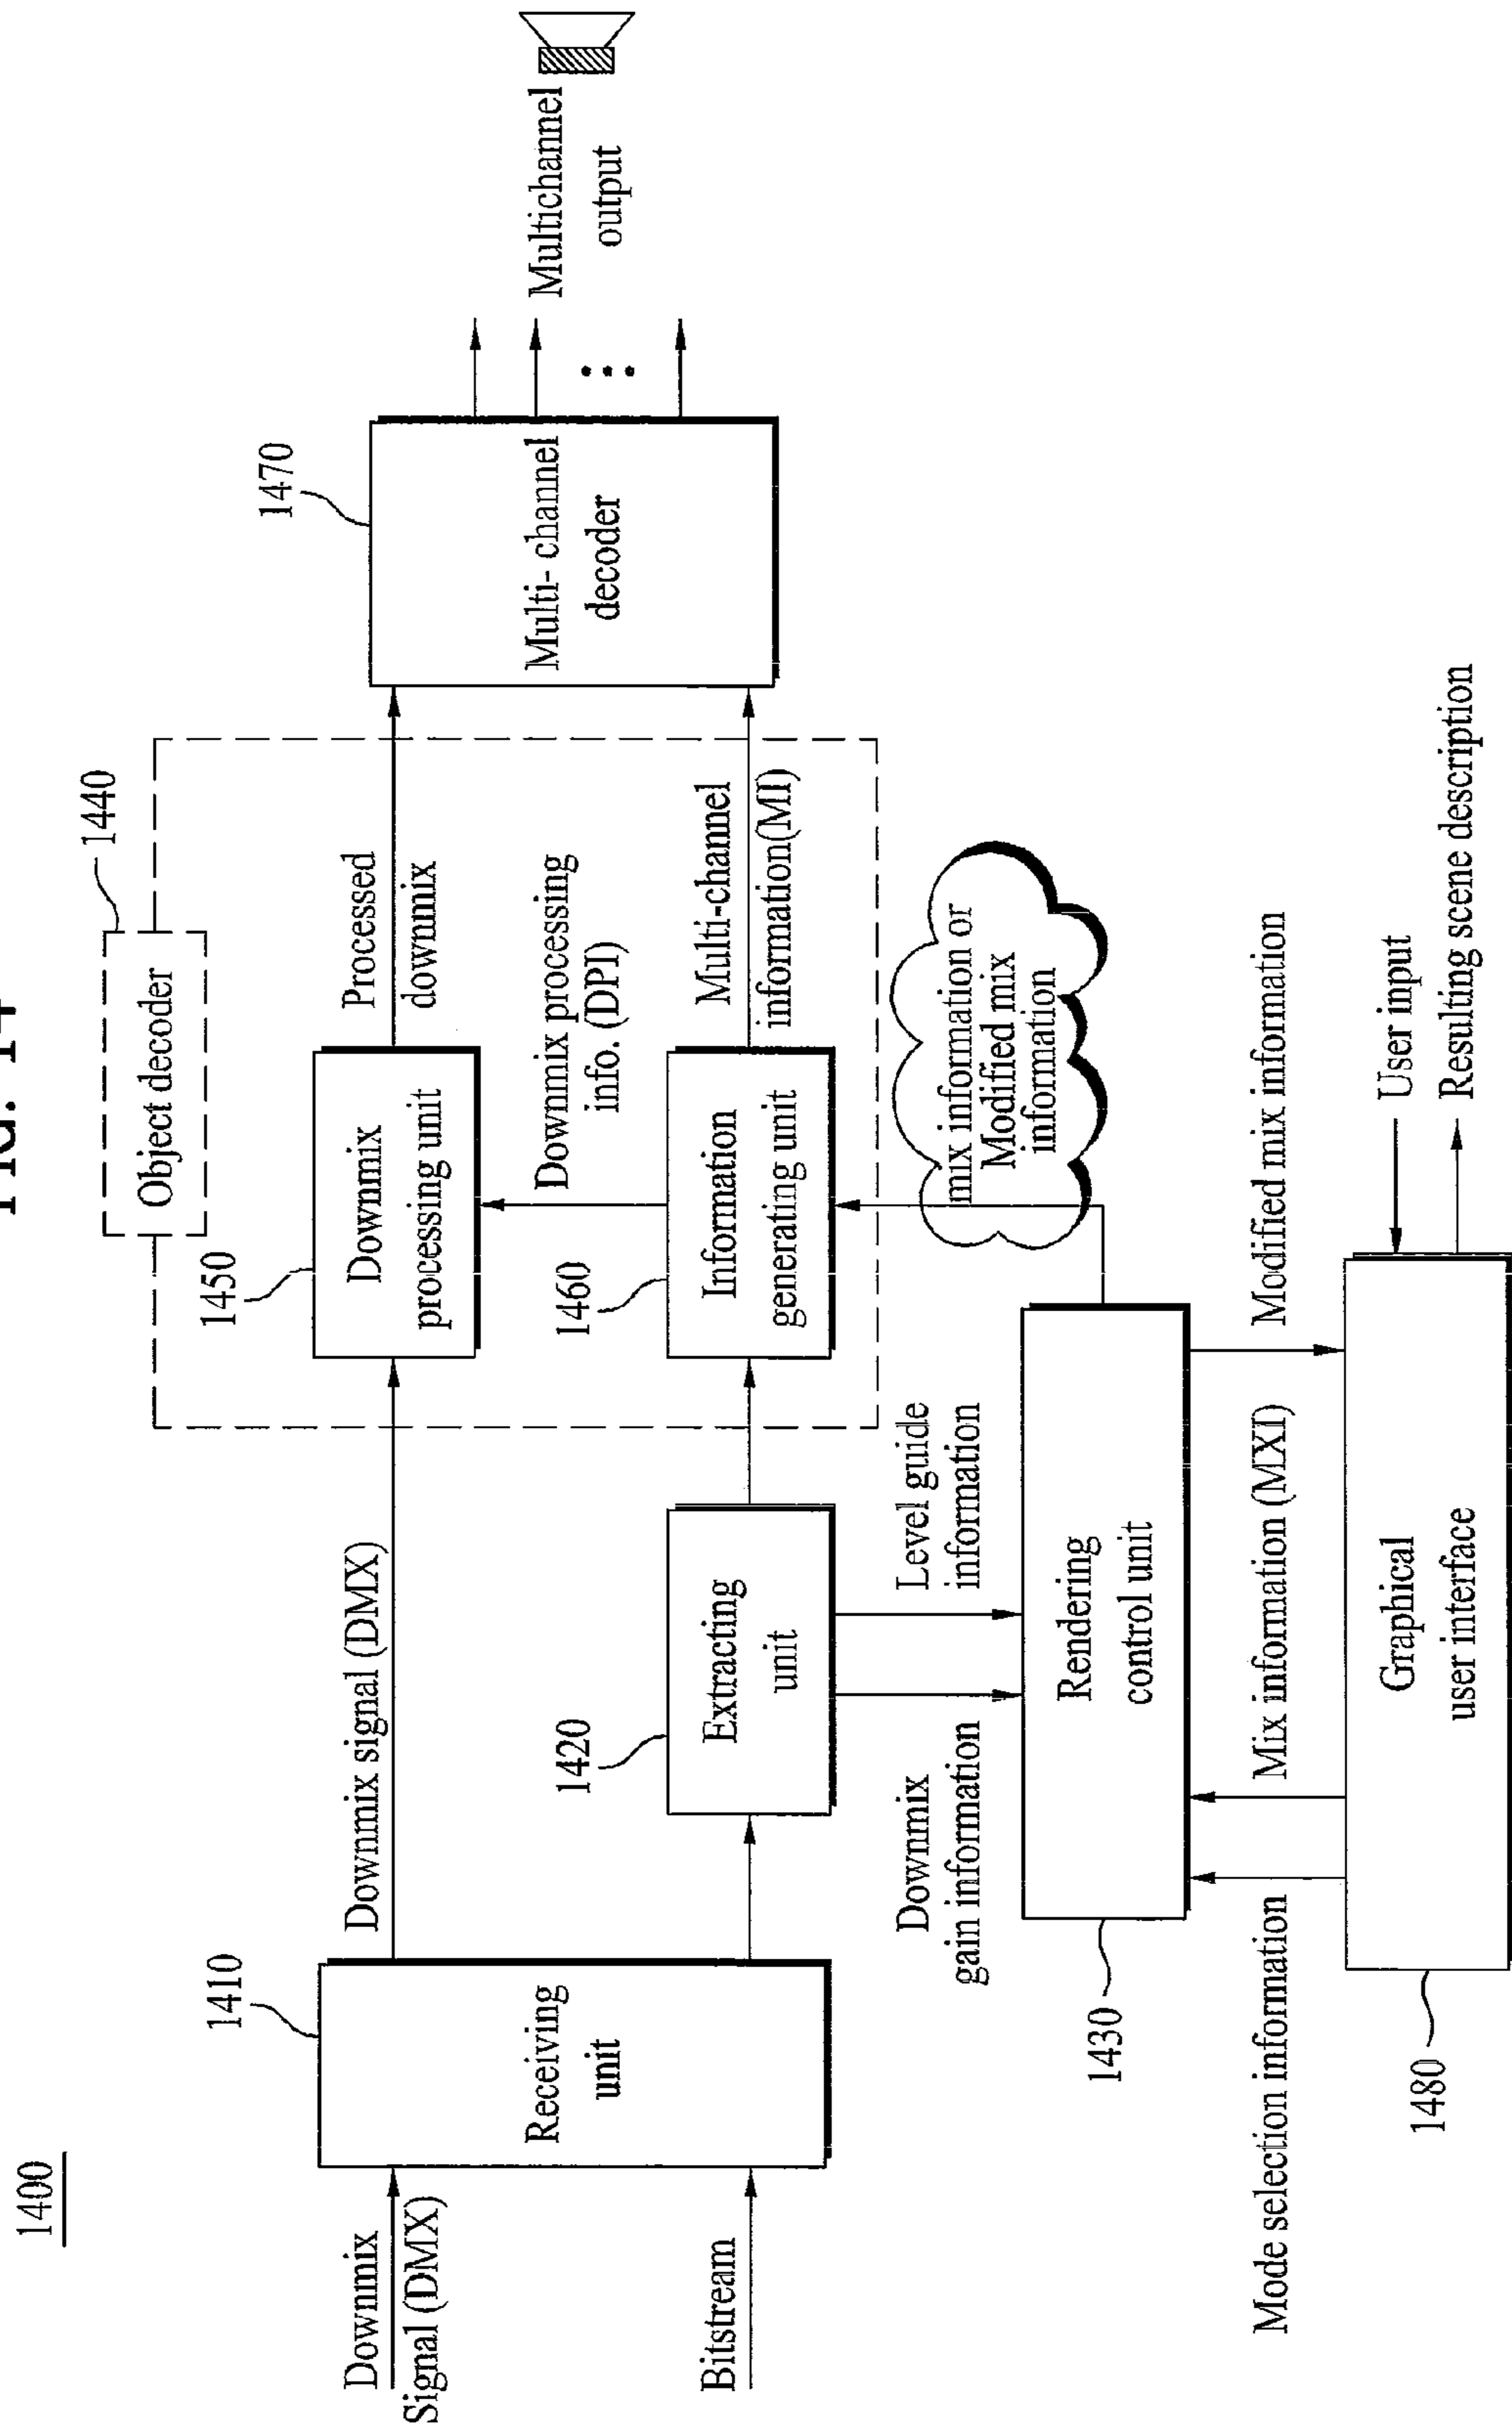 FIG. 14
1400
Object decoder
1440
1410
1450
1470
Downmix
Signal (DMX)
Downmix signal (DMX)
Downmix
processing unit
Processed
downmix
Receiving
unit
1420
1460
Downmix processing
info. (DPI)
Multi- channel
decoder
Multichannel
output
Bitstream
Extracting
unit
Information
generating unit
Multi-channel
information(MI)
Downmix
gain information
Level guide
information
mix information or
Modified mix
information
1430
Rendering
control unit
Mode selection information
Mix information (MXI)
Modified mix information
1480
Graphical
user interface
User input
Resulting scene description